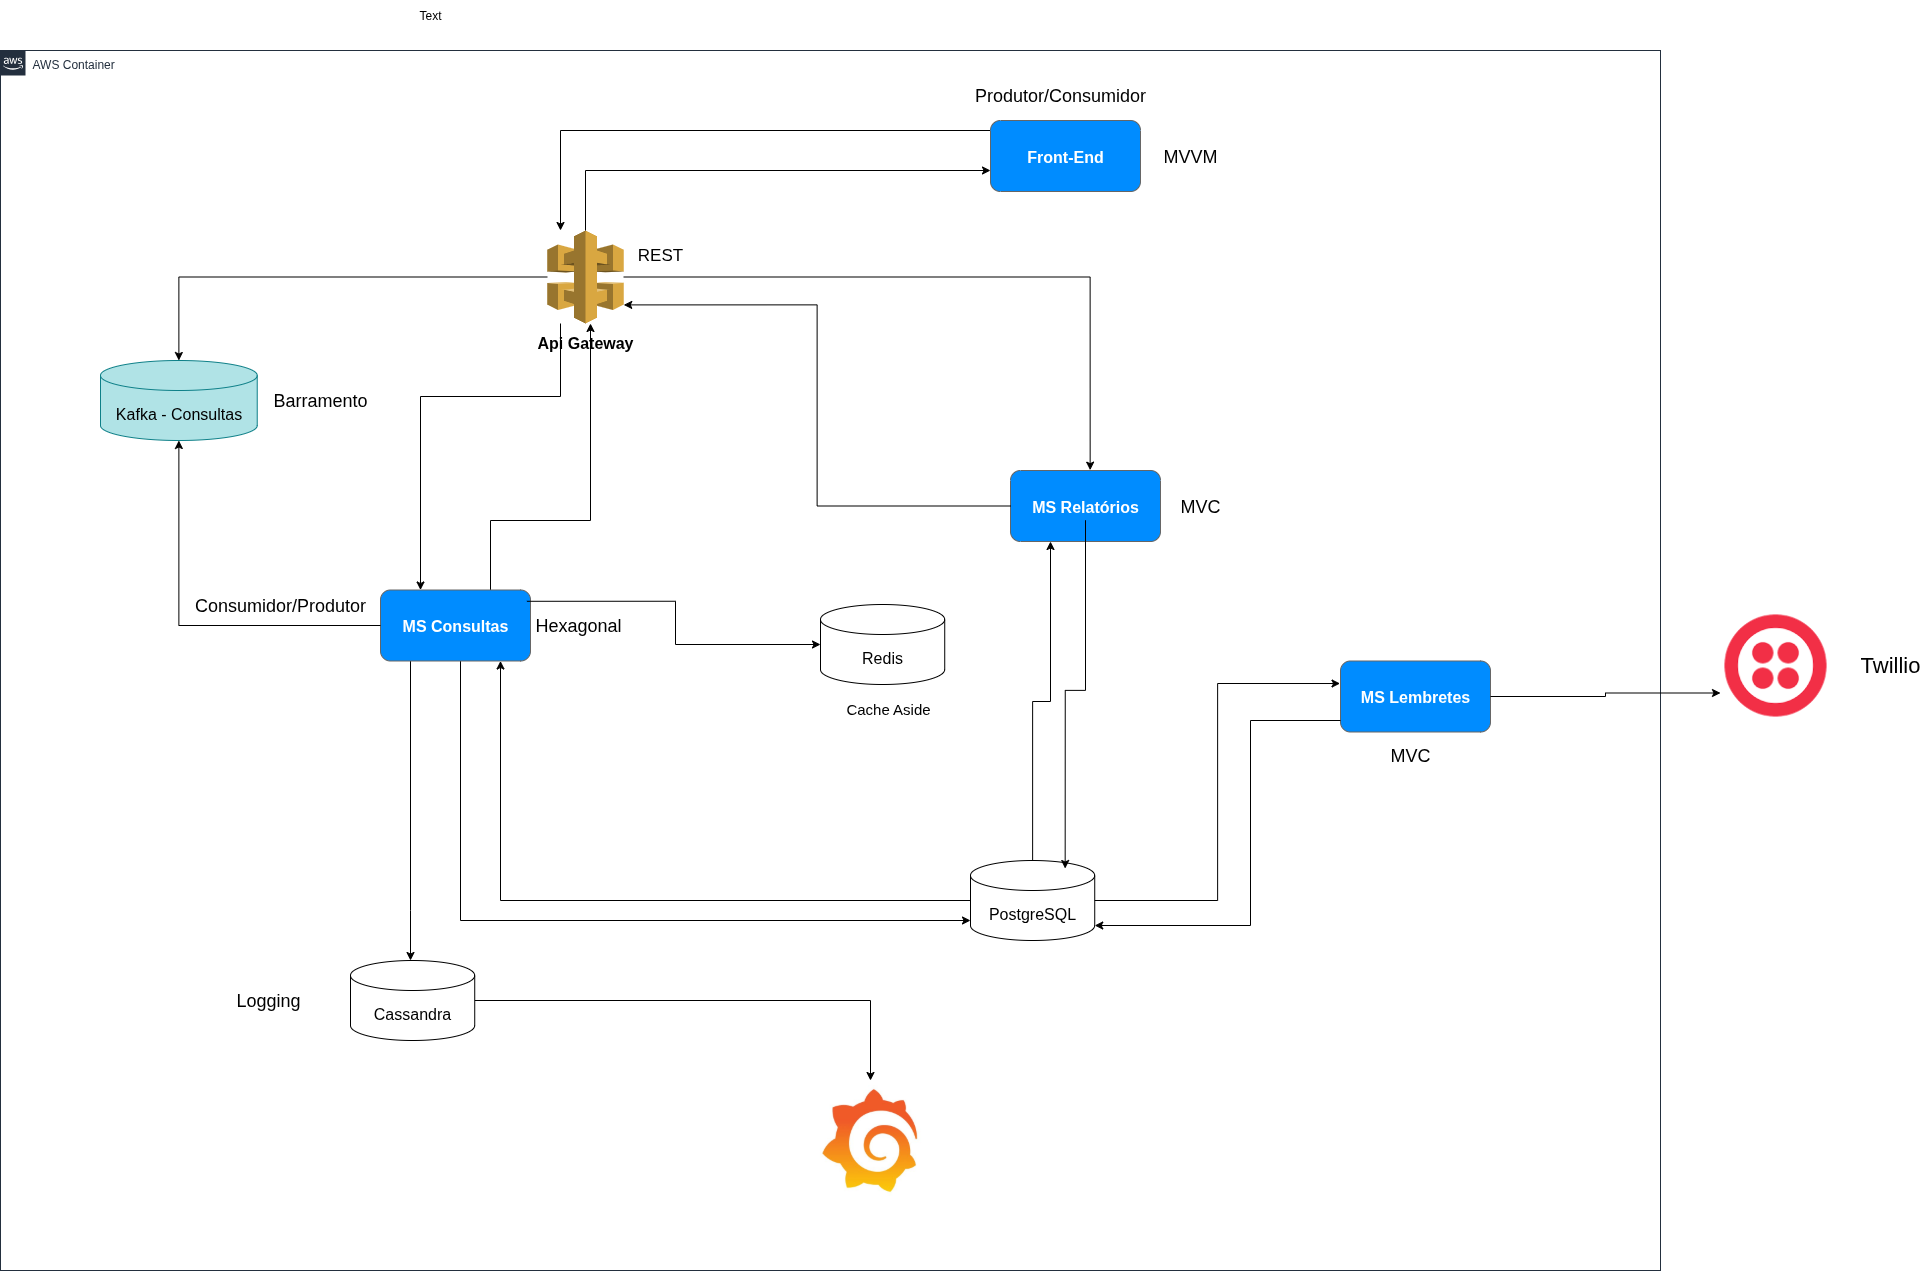 Text
aws
AWS Container
Produtor/Consumidor
Front-End
MVVM
REST
Api Gateway
Kafka - Consultas
Barramento
MS Relatórios
MVC
Consumidor/Produtor
MS Consultas
Hexagonal
Redis
Cache Aside
Twillio
MS Lembretes
MVC
PostgreSQL
Logging
Cassandra